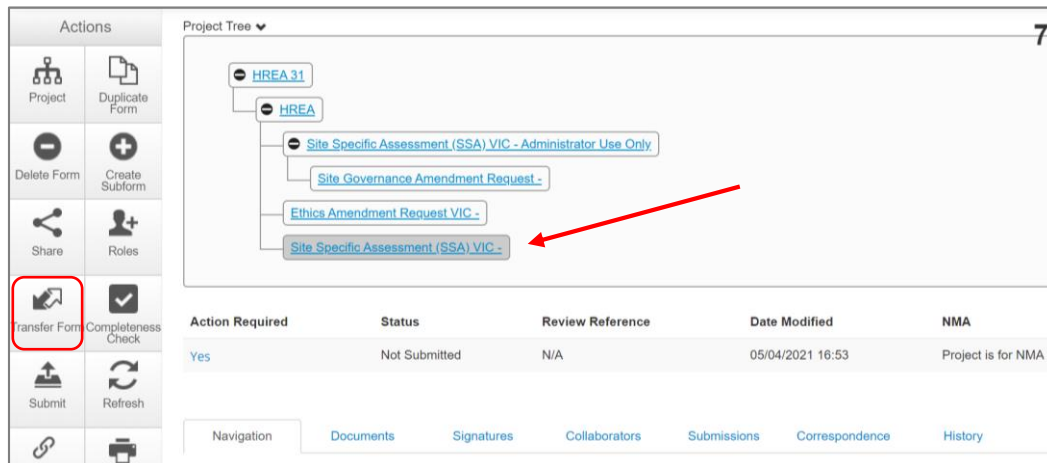 Actions
Project Tree
7
Project
Duplicate
Form
Delete Form
Create
Subform
Share
Roles
Transfer Form
Completeness
Check
Submit
Refresh
HREA 31
HREA
Site Specific Assessment (SSA) VIC - Administrator Use Only
Site Governance Amendment Request -
Ethics Amendment Request VIC -
Site Specific Assessment (SSA) VIC -
Action Required Status Review Reference Date Modified NMA
Yes Not Submitted N/A 05/04/2021 16:53 Project is for NMA
Navigation Documents Signatures Collaborators Submissions Correspondence History